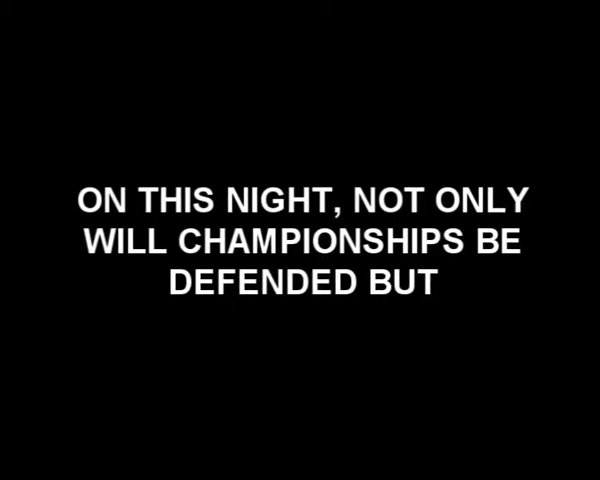 ON THIS NIGHT, NOT ONLY
WILL CHAMPIONSHIPS BE
DEFENDED BUT